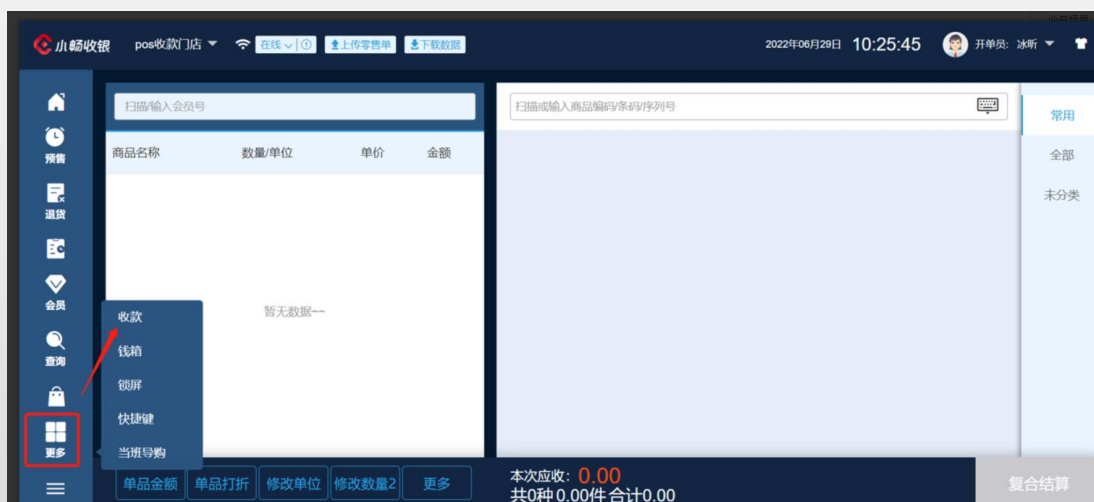 小畅收银 pos收款门店 在线 上传零售单 下载数据 2022年06月29日 10:25:45 开单员: 冰昕
扫描/输入会员号 扫描或输入商品编码/条码/序列号 常用
预售 商品名称 数量/单位 单价 金额 全部
未分类
退货
会员
暂无数据~~
收款
钱箱
查询
锁屏
快捷键
更多
当班导购
单品金额 单品打折 修改单位 修改数量2 更多 本次应收: 0.00 复合结算
共0种 0.00件 合计0.00